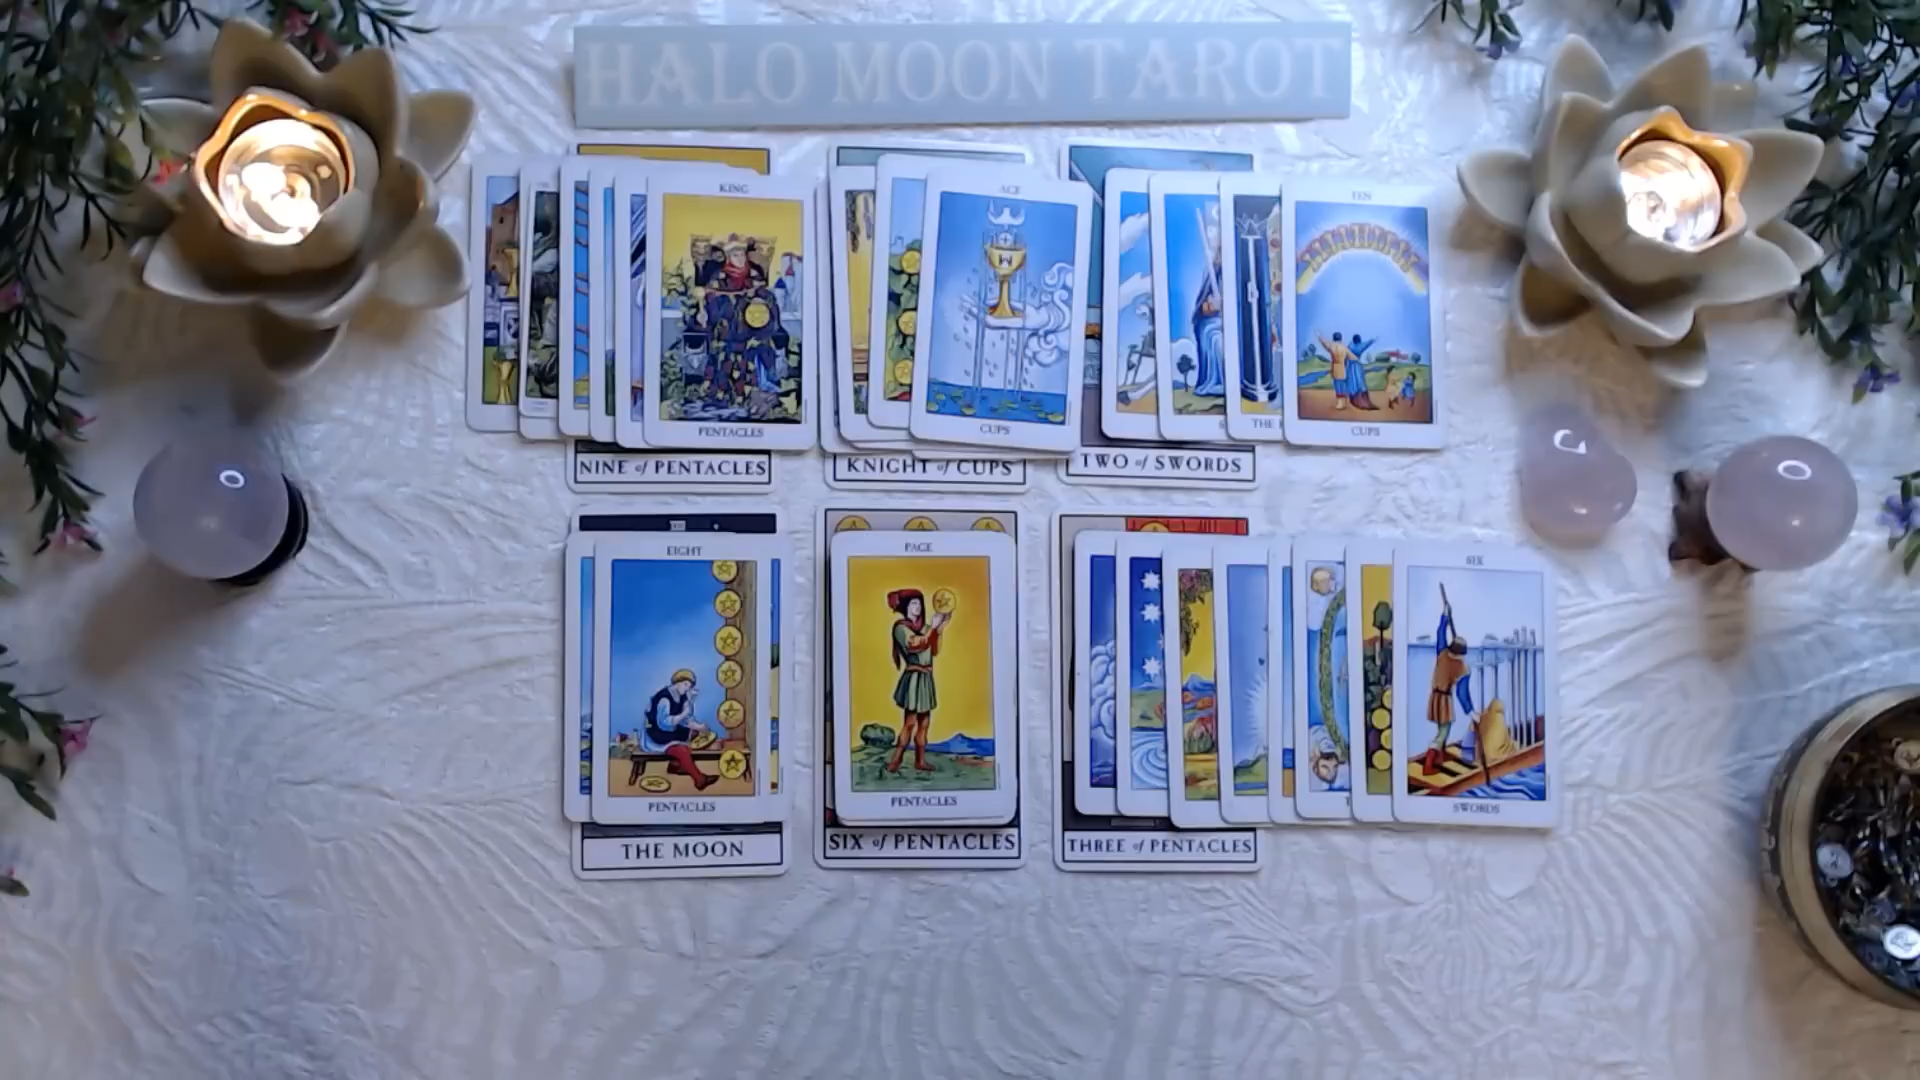 HALO MOON TAROT
KING
PENTACLES
NINE of PENTACLES
ACE
CUPS
KNIGHT of CUPS
TWO of SWORDS
THE
TEN
CUPS
EIGHT
PENTACLES
THE MOON
PAGE
PENTACLES
SIX of PENTACLES
THREE of PENTACLES
SIX
SWORDS